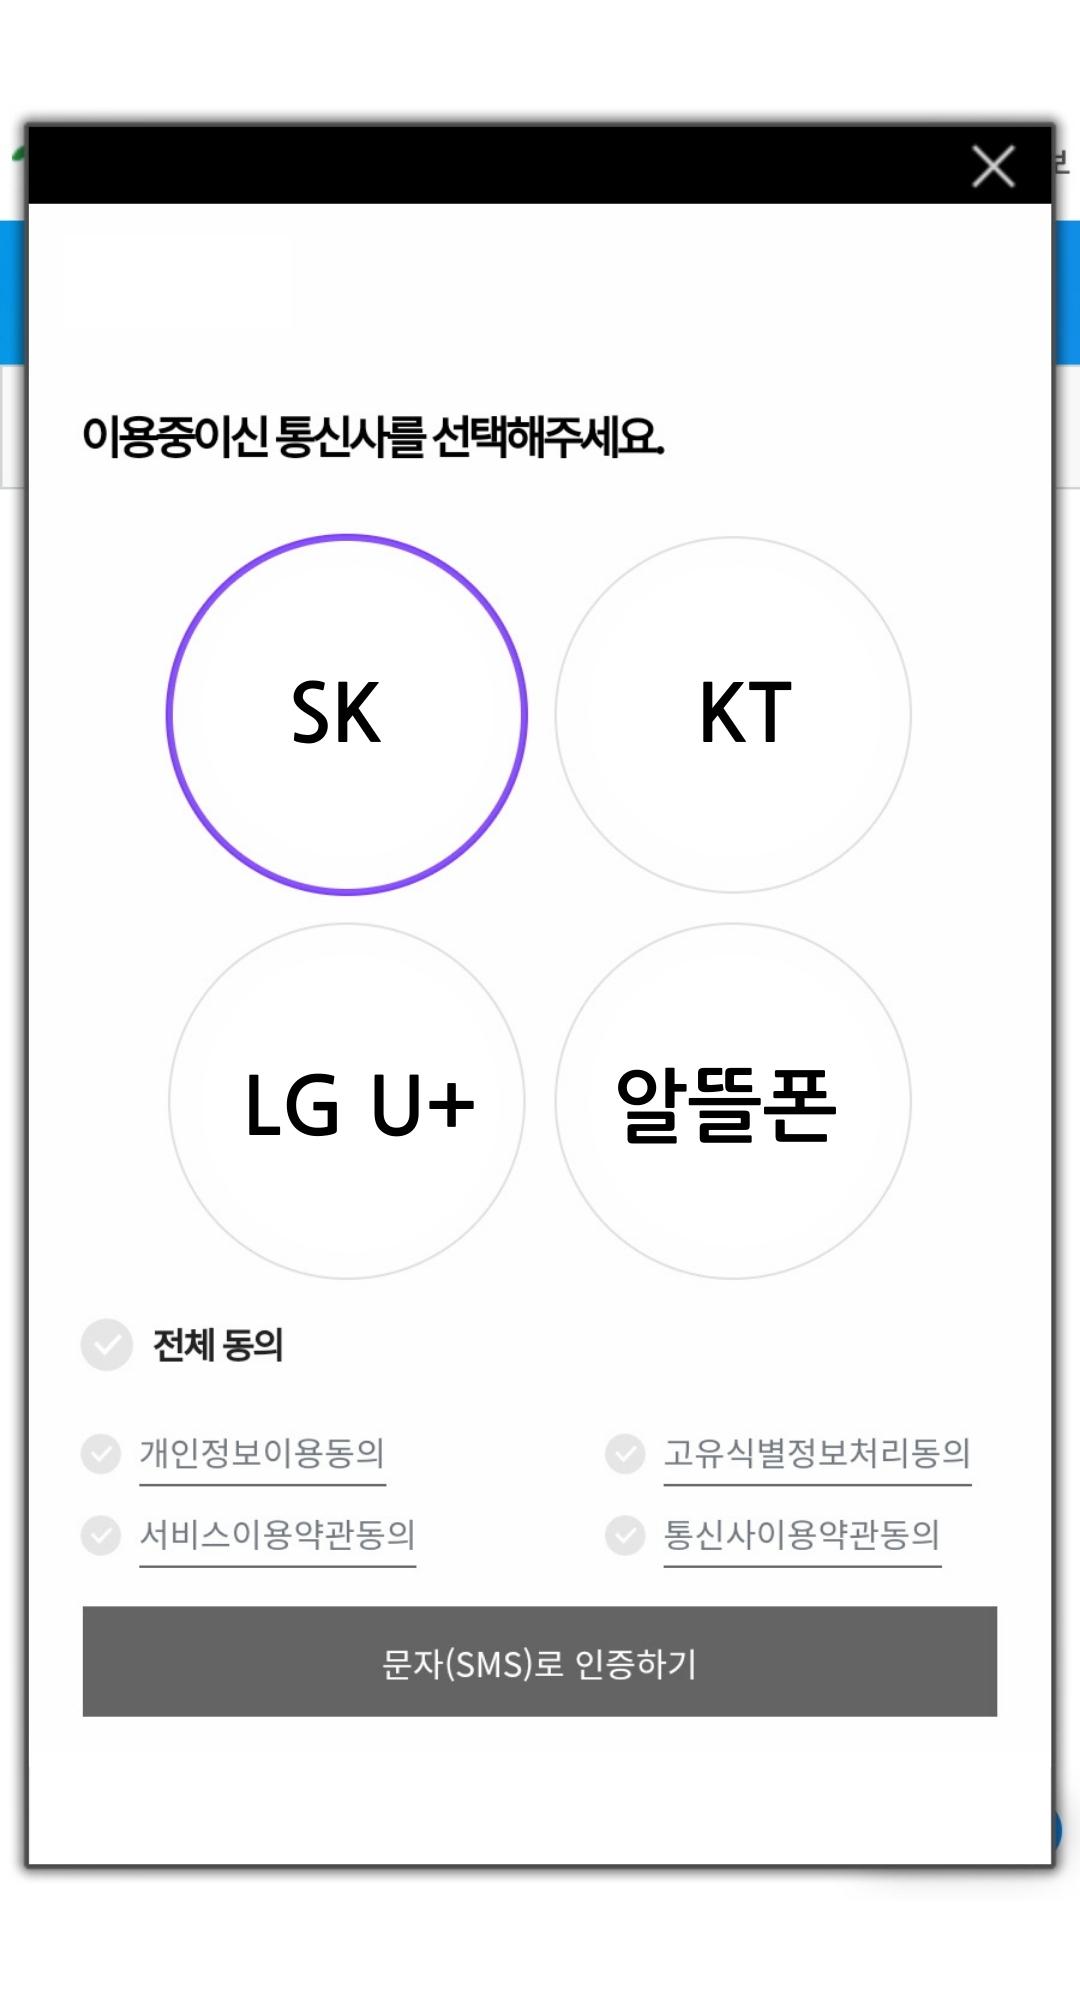 이용중이신 통신사를 선택해주세요.
SK
KT
LG U+
알뜰폰
전체 동의
개인정보이용동의
고유식별정보처리동의
서비스이용약관동의
통신사이용약관동의
문자(SMS)로 인증하기